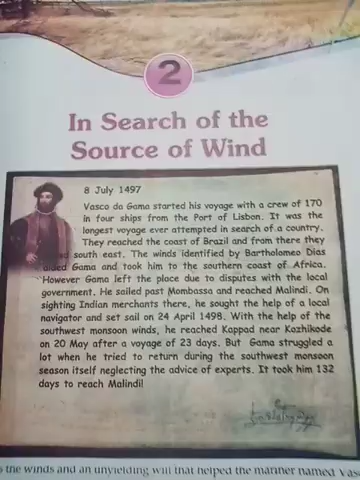 2
In Search of the
Source of Wind
8 July 1497
Vasco da Gama started his voyage with a crew of 170
in four ships from the Port of Lisbon. It was the
longest voyage ever attempted in search of a country.
They reached the coast of Brazil and from there they
south east. The winds identified by Bartholomeo Dias
aided Gama and took him to the southern coast of Africa.
However Gama left the place due to disputes with the local
government. He sailed past Mombassa and reached Malindi. On
sighting Indian merchants there, he sought the help of a local
navigator and set sail on 24 April 1498. With the help of the
southwest monsoon winds, he reached Kappad near Kozhikode
on 20 May after a voyage of 23 days. But Gama struggled a
lot when he tried to return during the southwest monsoon
season itself neglecting the advice of experts. It took him 132
days to reach Malindi!
the winds and an unyielding will that helped the mariner named